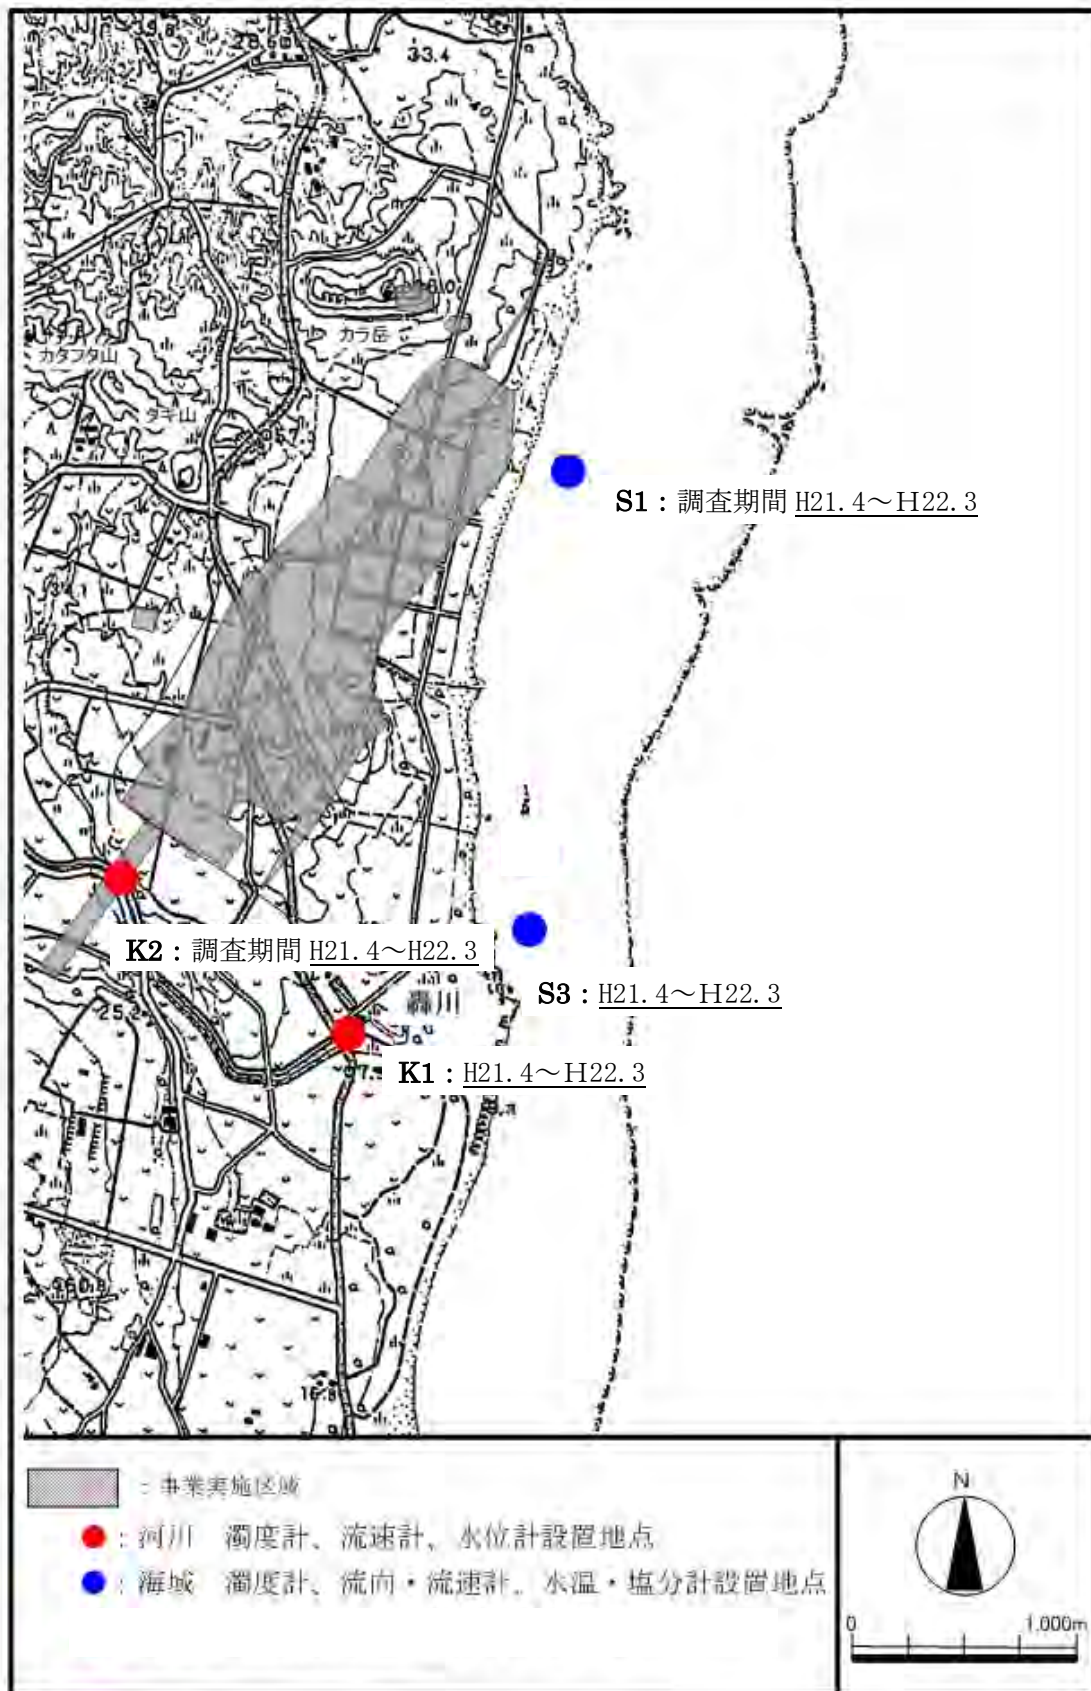 33.4
カラ岳
カタフタ山
タキ山
S1：調査期間 H21.4～H22.3
K2：調査期間 H21.4～H22.3
S3：H21.4～H22.3
轟川
25.2
K1：H21.4～H22.3
16.8
：事業実施区域
：河川　濁度計、流速計、水位計設置地点
：海域　濁度計、流向・流速計、水温・塩分計設置地点
N
0 1,000m